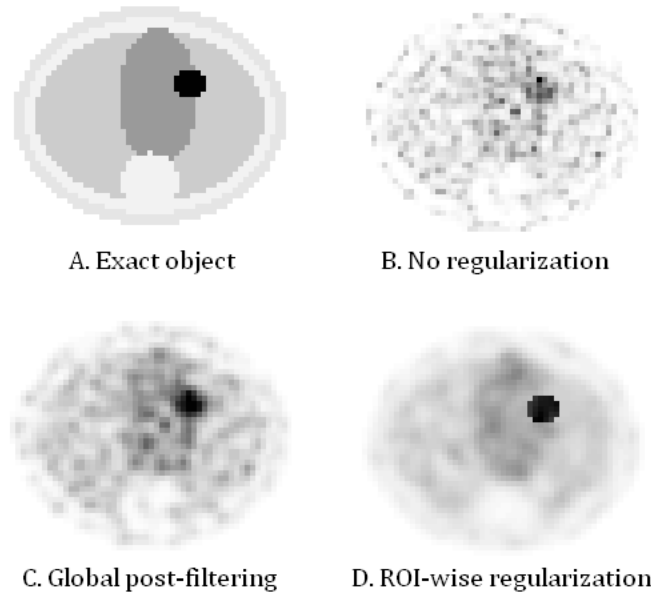 A. Exact object
B. No regularization
C. Global post-filtering
D. ROI-wise regularization